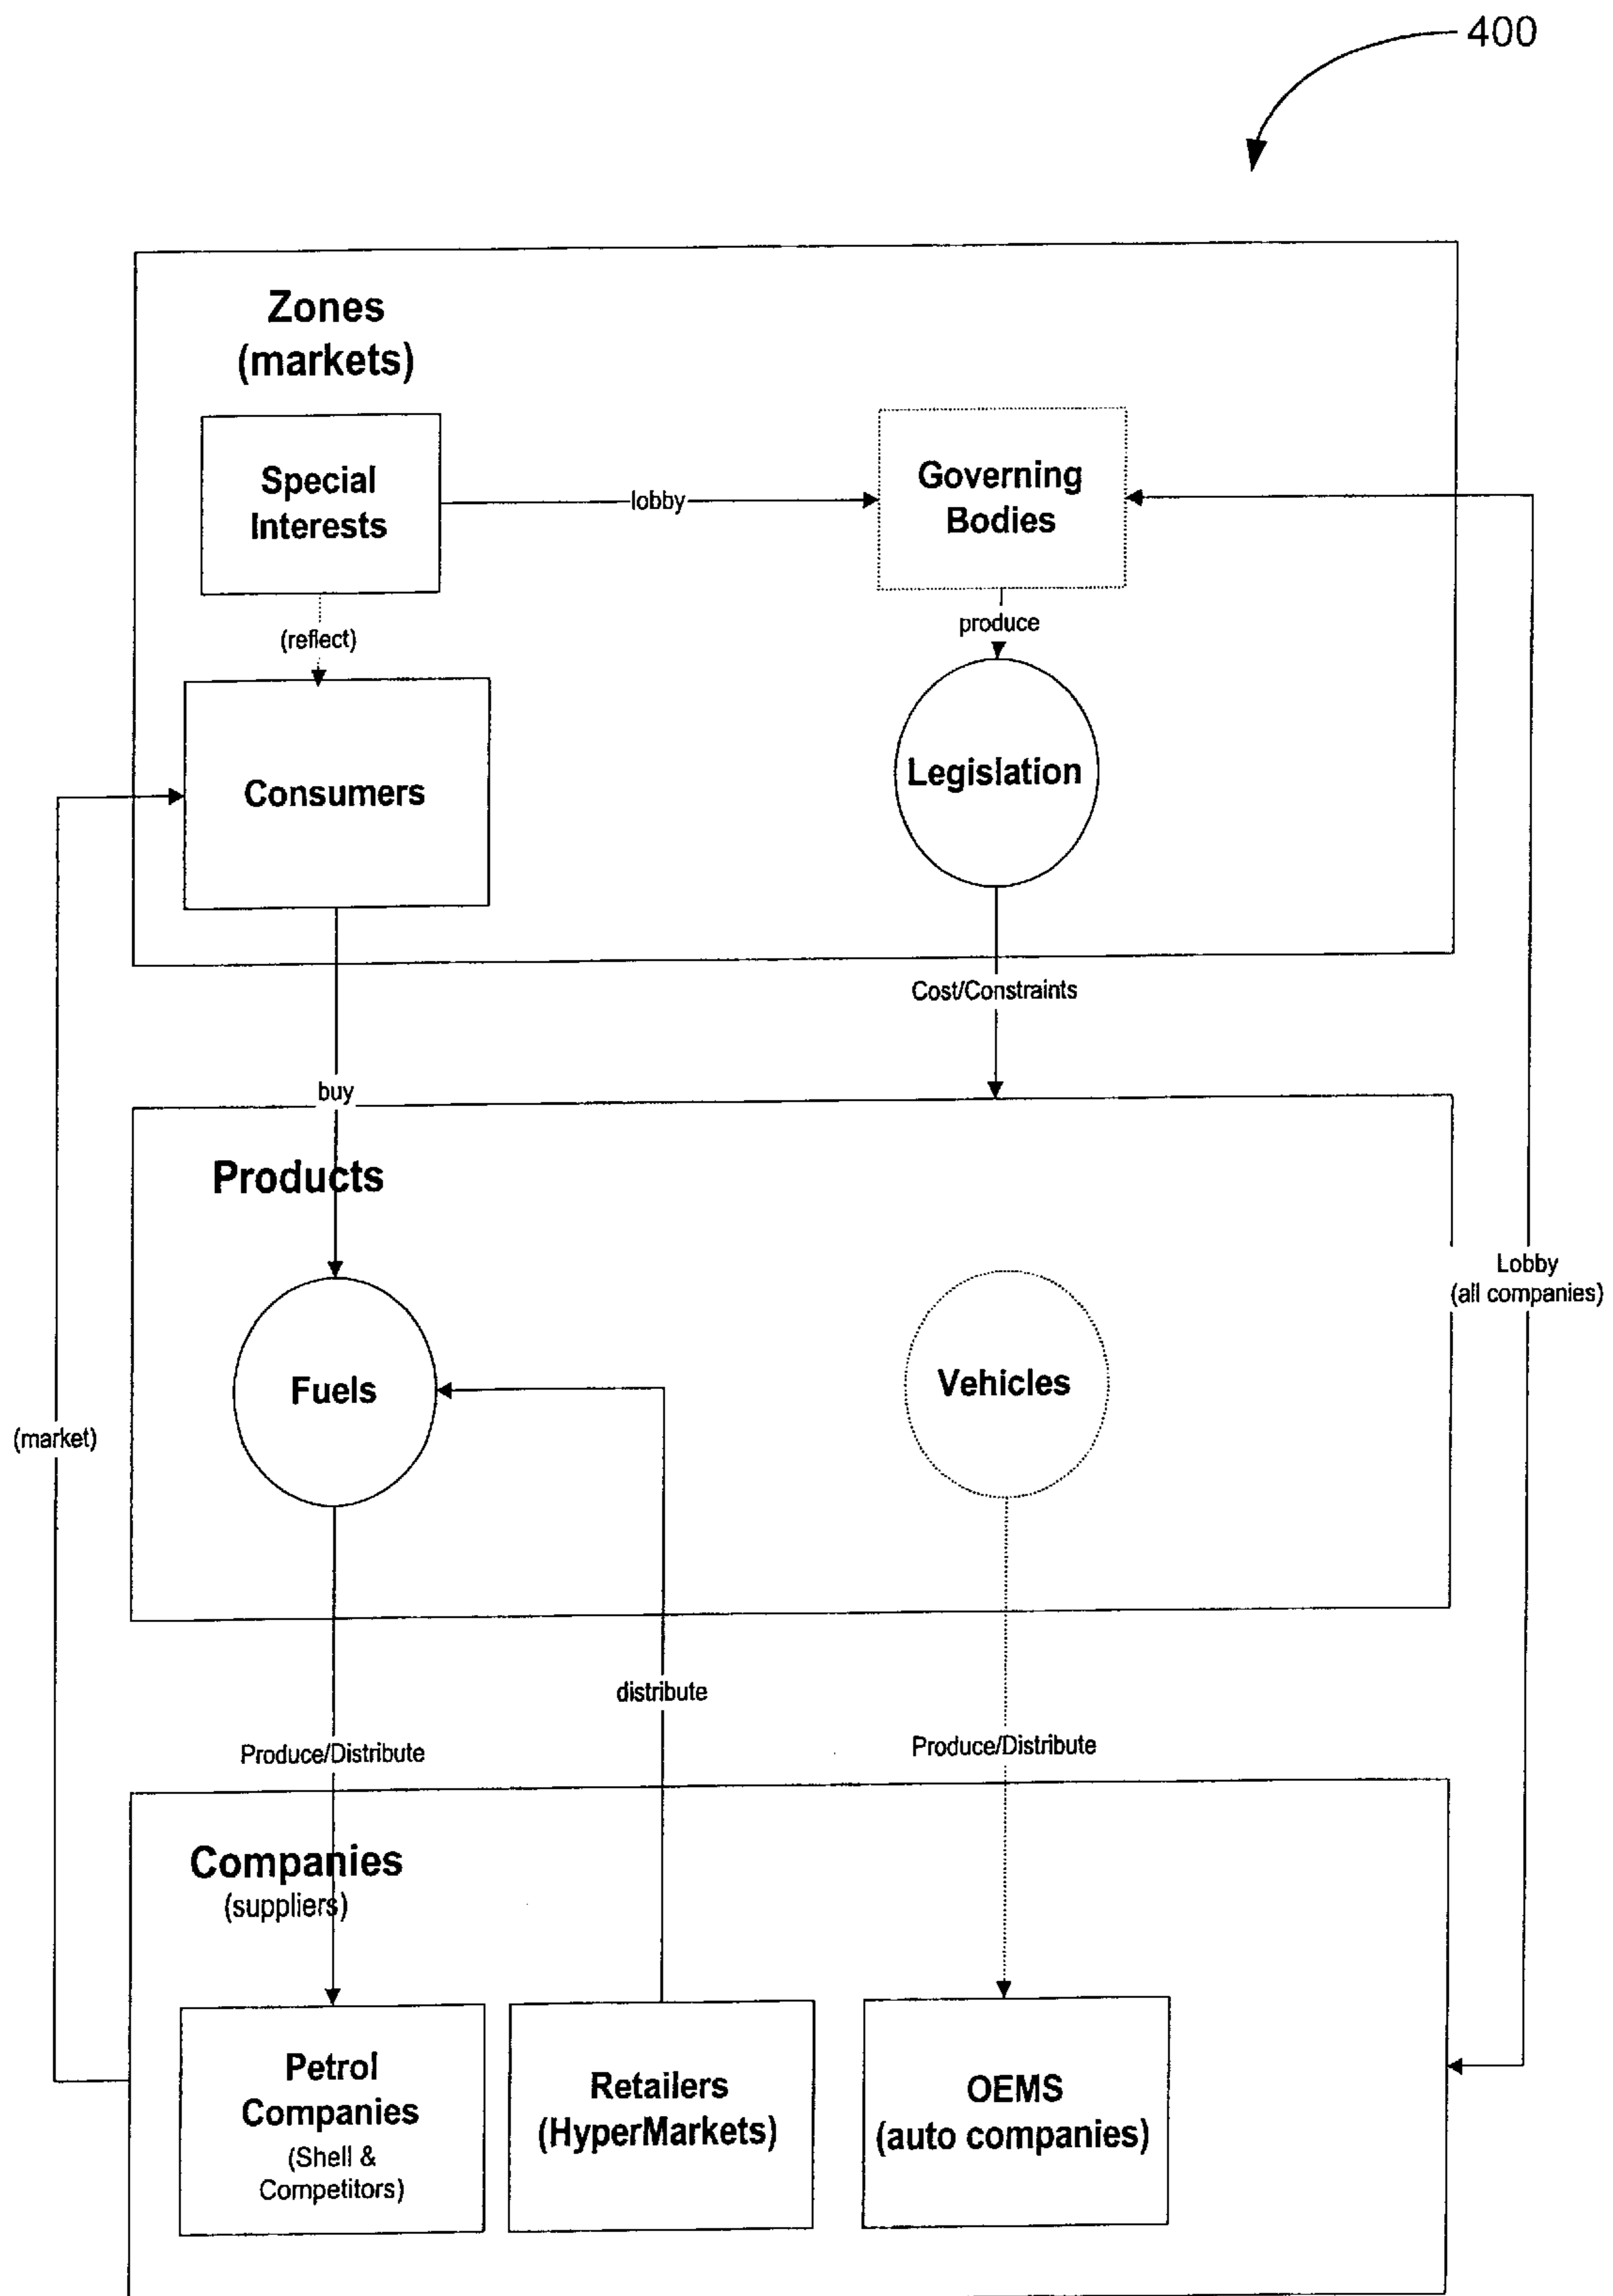 400
Zones
(markets)
Special
Interests
lobby
Governing
Bodies
(reflect)
produce
Consumers
Legislation
Cost/Constraints
buy
Products
Lobby
(all companies)
Fuels
Vehicles
(market)
distribute
Produce/Distribute
Produce/Distribute
Companies
(suppliers)
Petrol
Companies
(Shell &
Competitors)
Retailers
(HyperMarkets)
OEMS
(auto companies)